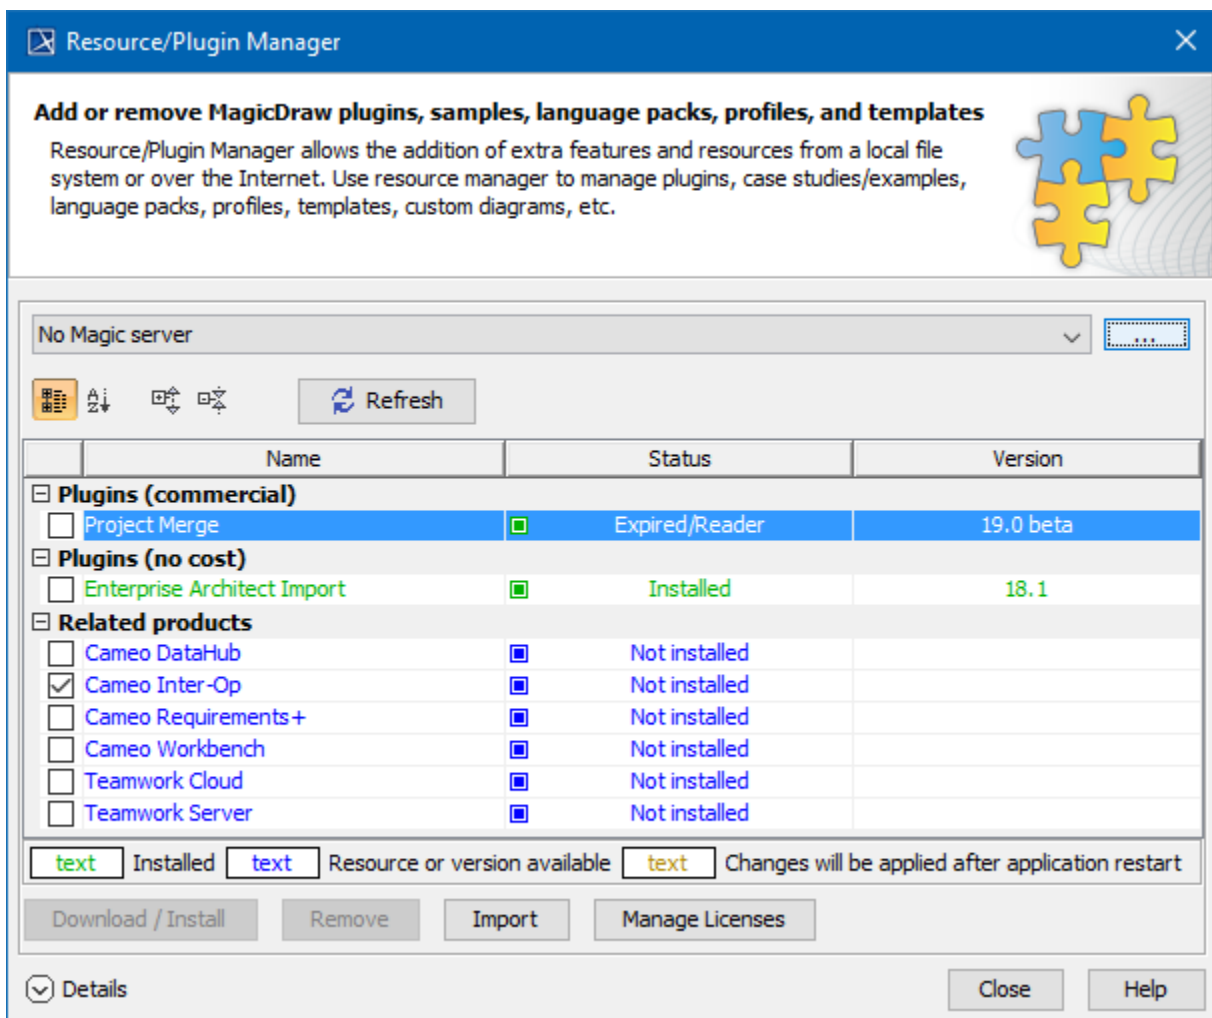 Resource/Plugin Manager
Add or remove MagicDraw plugins, samples, language packs, profiles, and templates
Resource/Plugin Manager allows the addition of extra features and resources from a local file
system or over the Internet. Use resource manager to manage plugins, case studies/examples,
language packs, profiles, templates, custom diagrams, etc.
No Magic server ...
Refresh
Name Status Version
Plugins (commercial)
Project Merge Expired/Reader 19.0 beta
Plugins (no cost)
Enterprise Architect Import Installed 18.1
Related products
Cameo DataHub Not installed
Cameo Inter-Op Not installed
Cameo Requirements+ Not installed
Cameo Workbench Not installed
Teamwork Cloud Not installed
Teamwork Server Not installed
text Installed text Resource or version available text Changes will be applied after application restart
Download / Install Remove Import Manage Licenses
Details Close Help